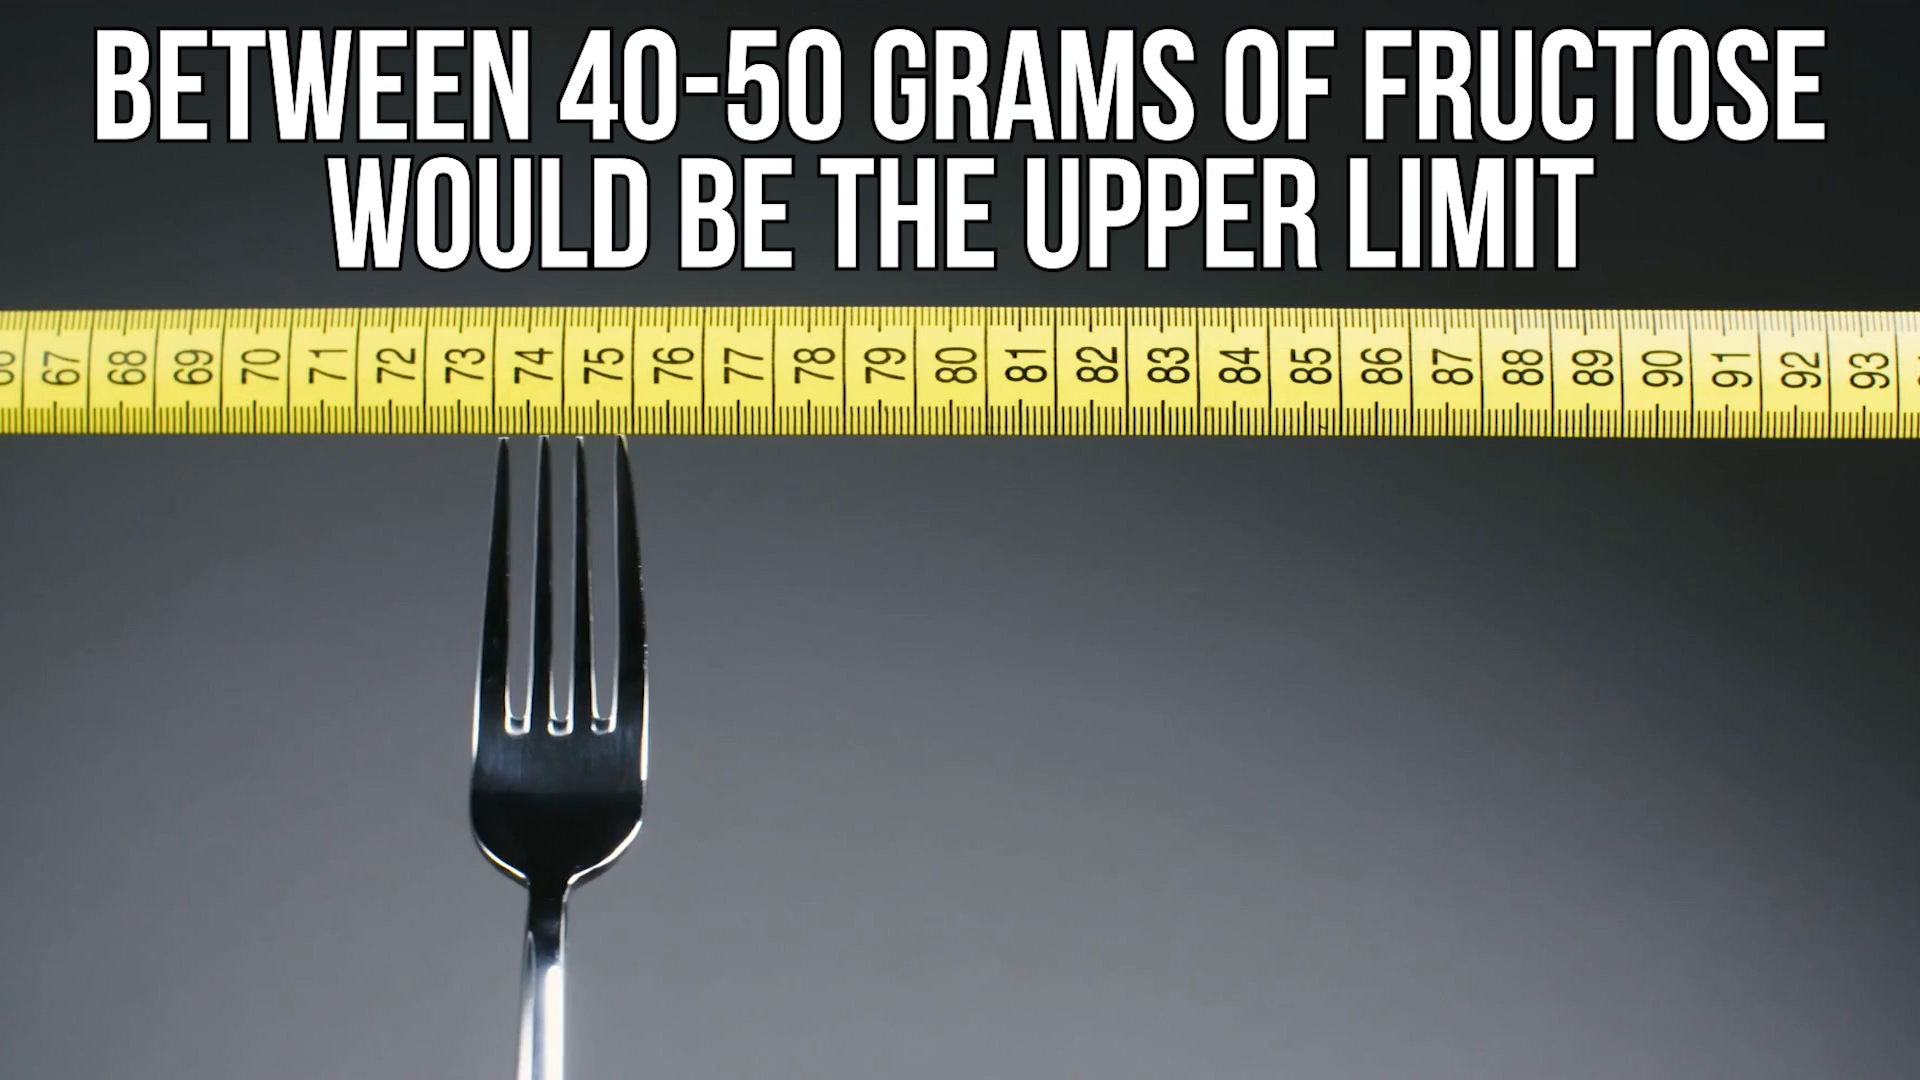 BETWEEN 40-50 GRAMS OF FRUCTOSE
WOULD BE THE UPPER LIMIT
67 68 69 70 71 72 73 74 75 76 77 78 79 80 81 82 83 84 85 86 87 88 89 90 91 92 93